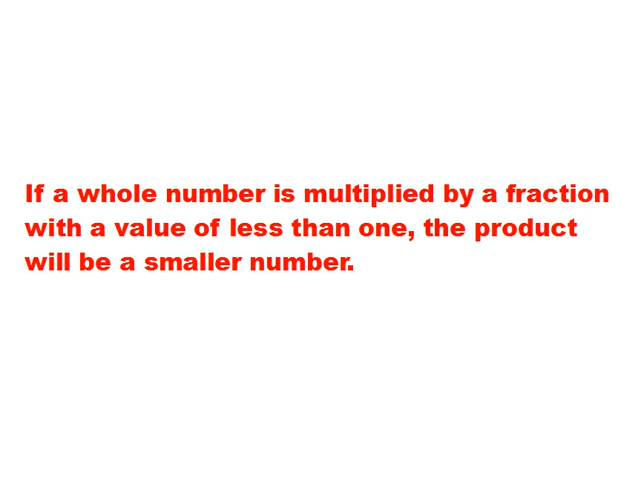 If a whole number is multiplied by a fraction
with a value of less than one, the product
will be a smaller number.